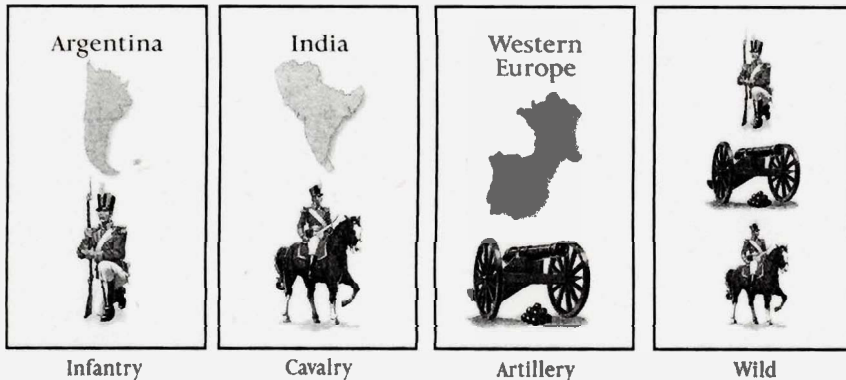 Argentina
India
Western
Europe
Infantry
Cavalry
Artillery
Wild